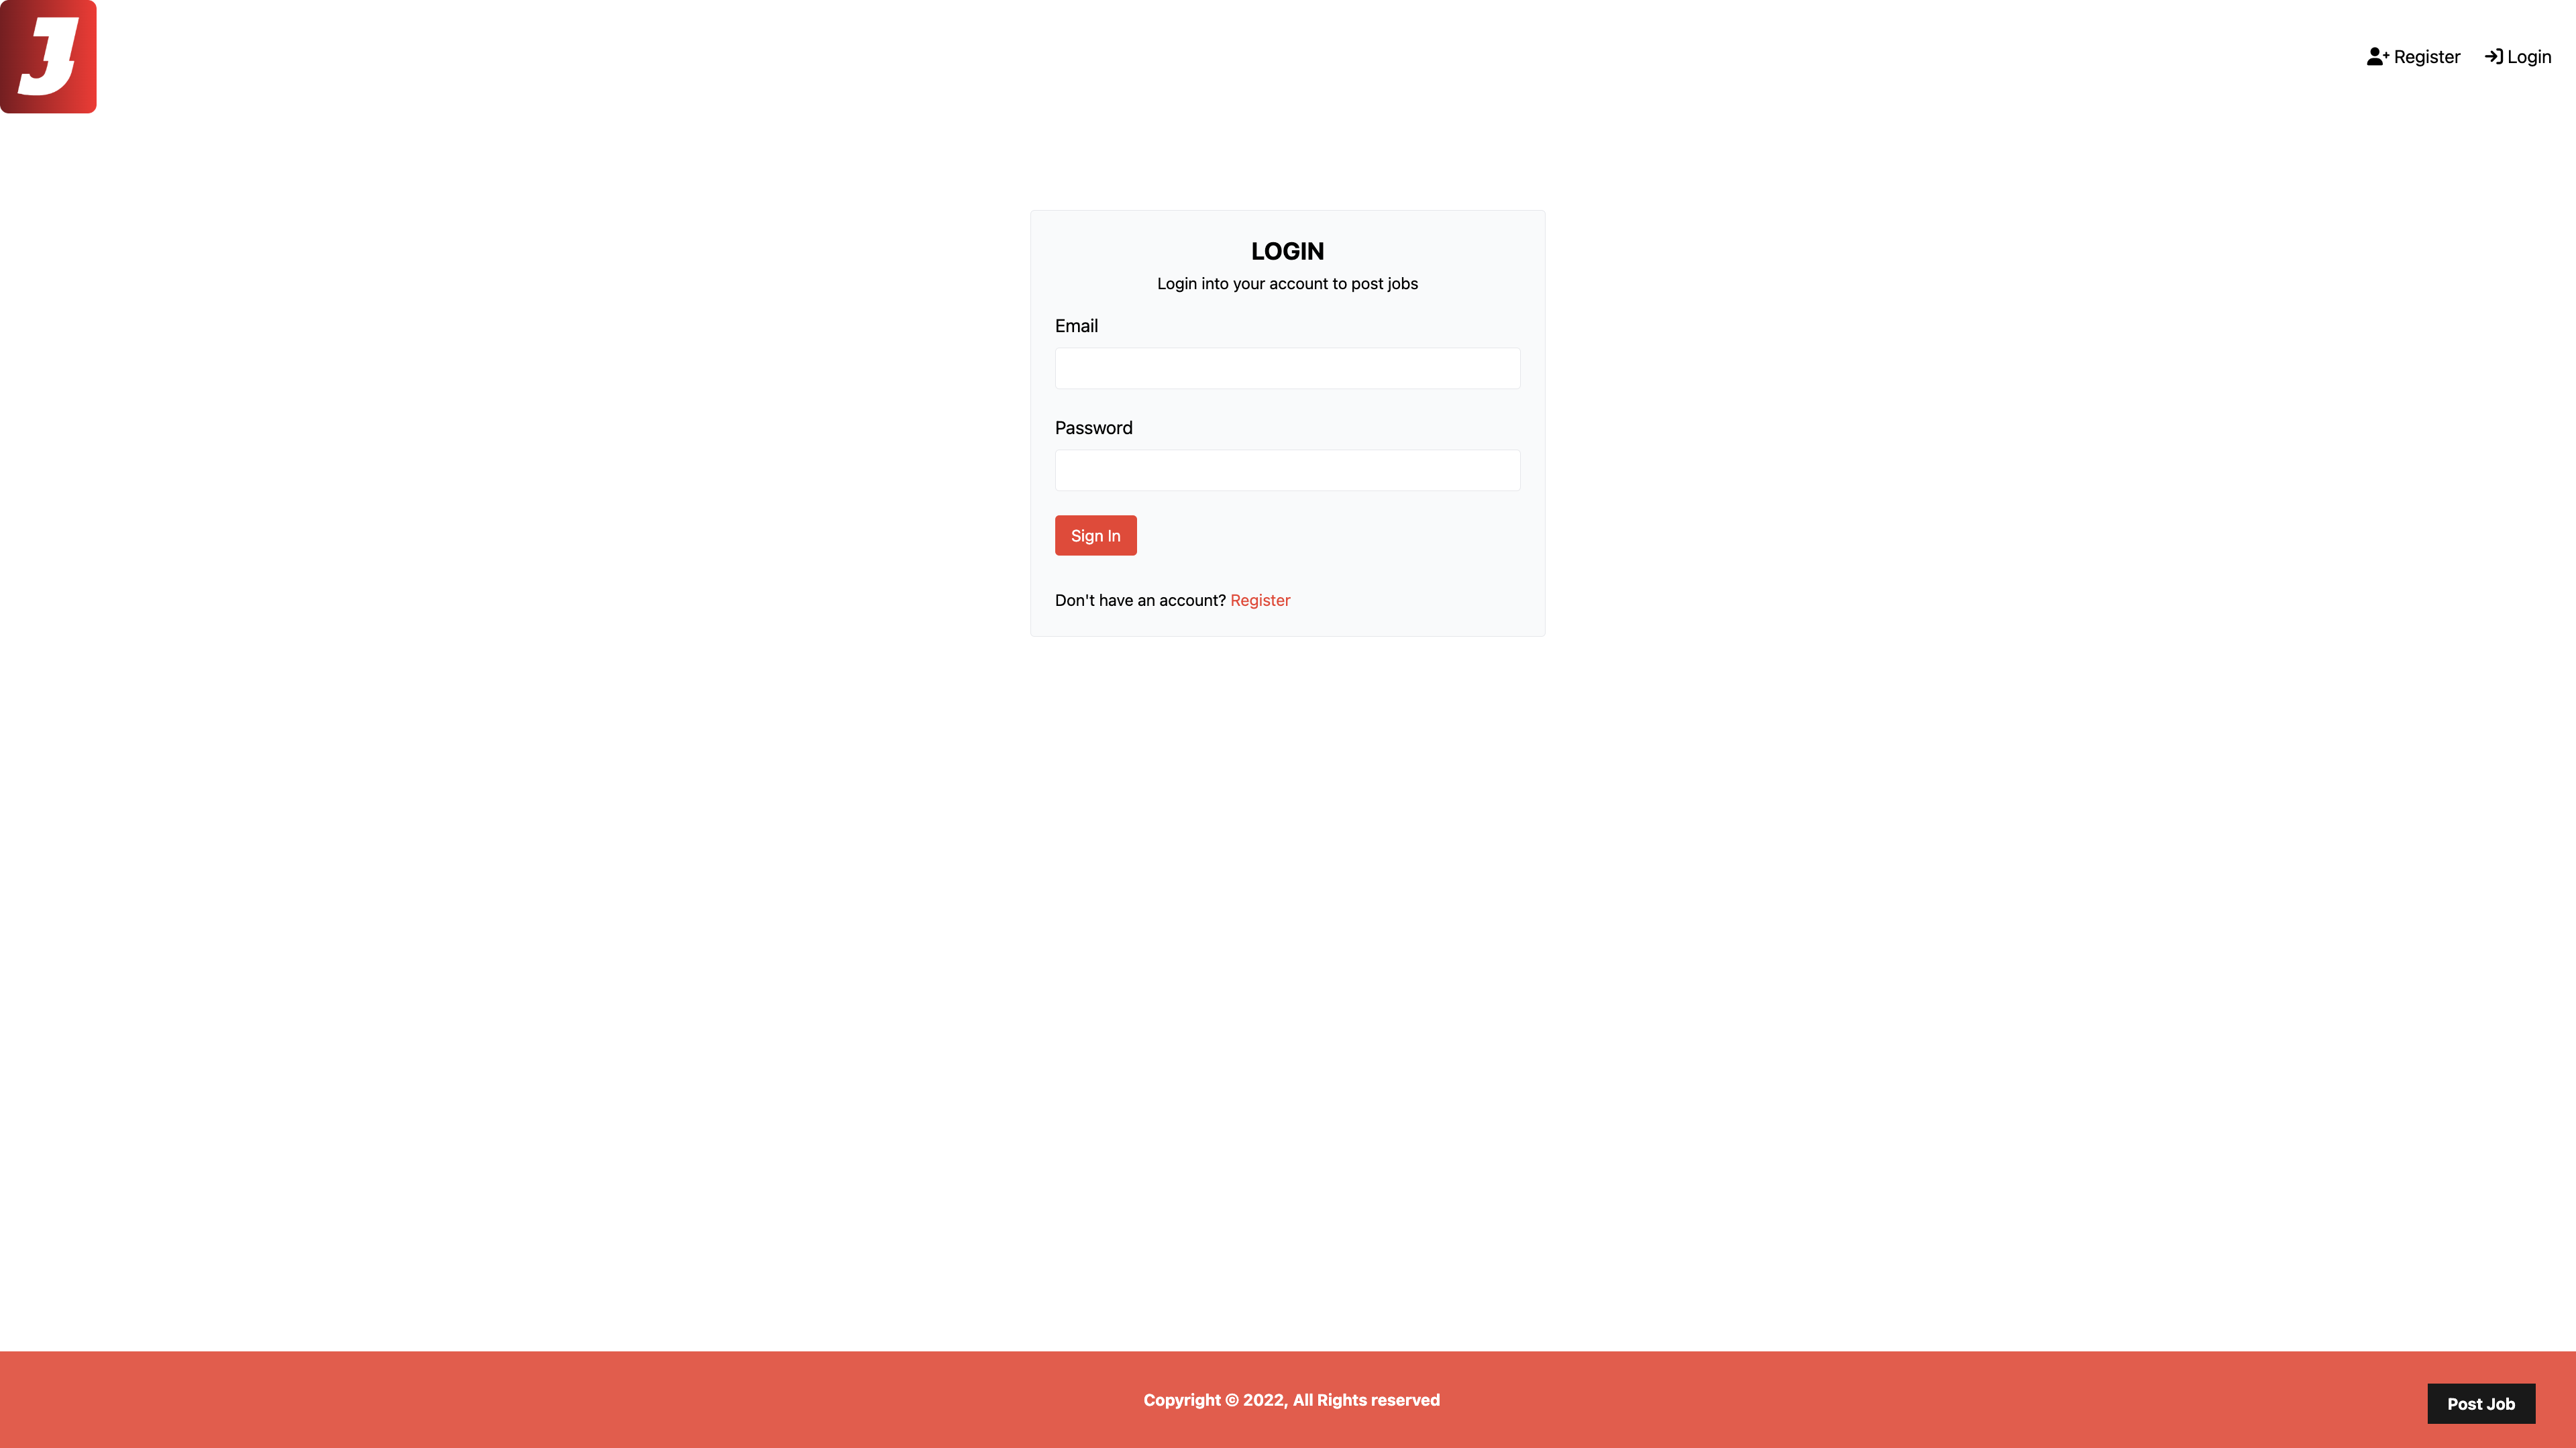 J
Register Login
LOGIN
Login into your account to post jobs
Email
Password
Sign In
Don't have an account? Register
Copyright © 2022, All Rights reserved
Post Job